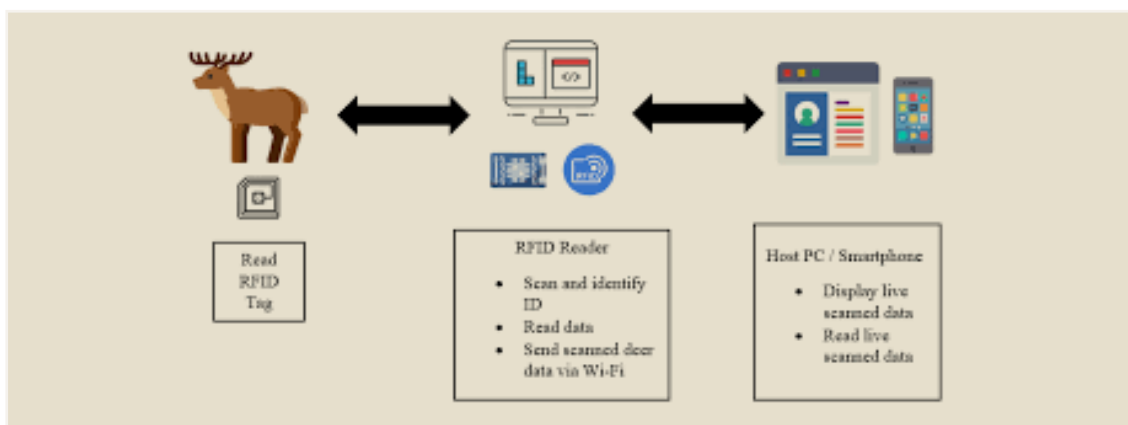 Read
RFID
Tag
RFID
RFID Reader
• Scan and identify
ID
• Read data
• Send scanned deer
data via Wi-Fi
Host PC / Smartphone
• Display live
scanned data
• Read live
scanned data